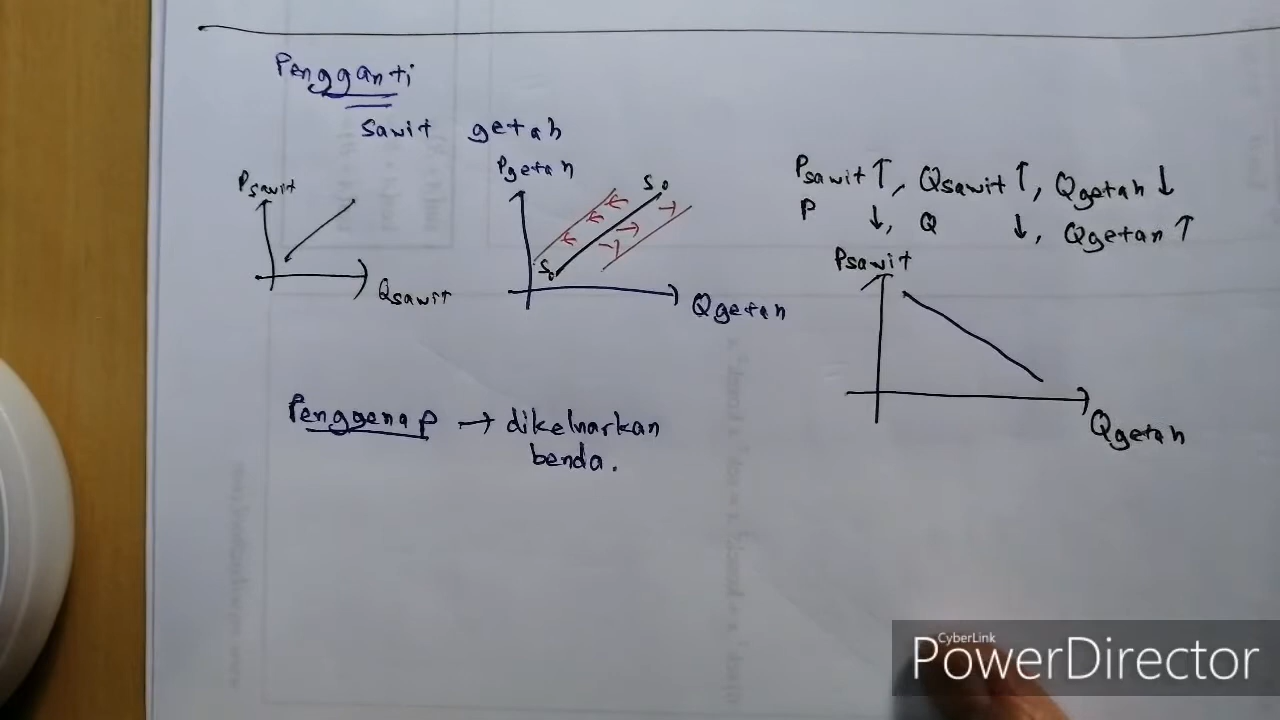 Pengganti
sawit getah
Psawit
Qsawit
Pgetah
S0
S0
Qgetah
Psawit ↑, Qsawit ↑, Qgetah ↓
P ↓, Q ↓, Qgetah ↑
Psawit
Qgetah
Penggenap → dikeluarkan
benda.
CyberLink
PowerDirector